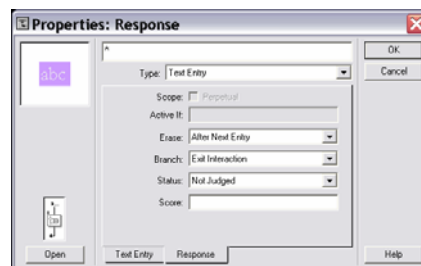 Properties: Response
abc
^
Type: Text Entry
Scope: Perpetual
Active If:
Erase: After Next Entry
Branch: Exit Interaction
Status: Not Judged
Score:
OK
Cancel
Open
Text Entry
Response
Help